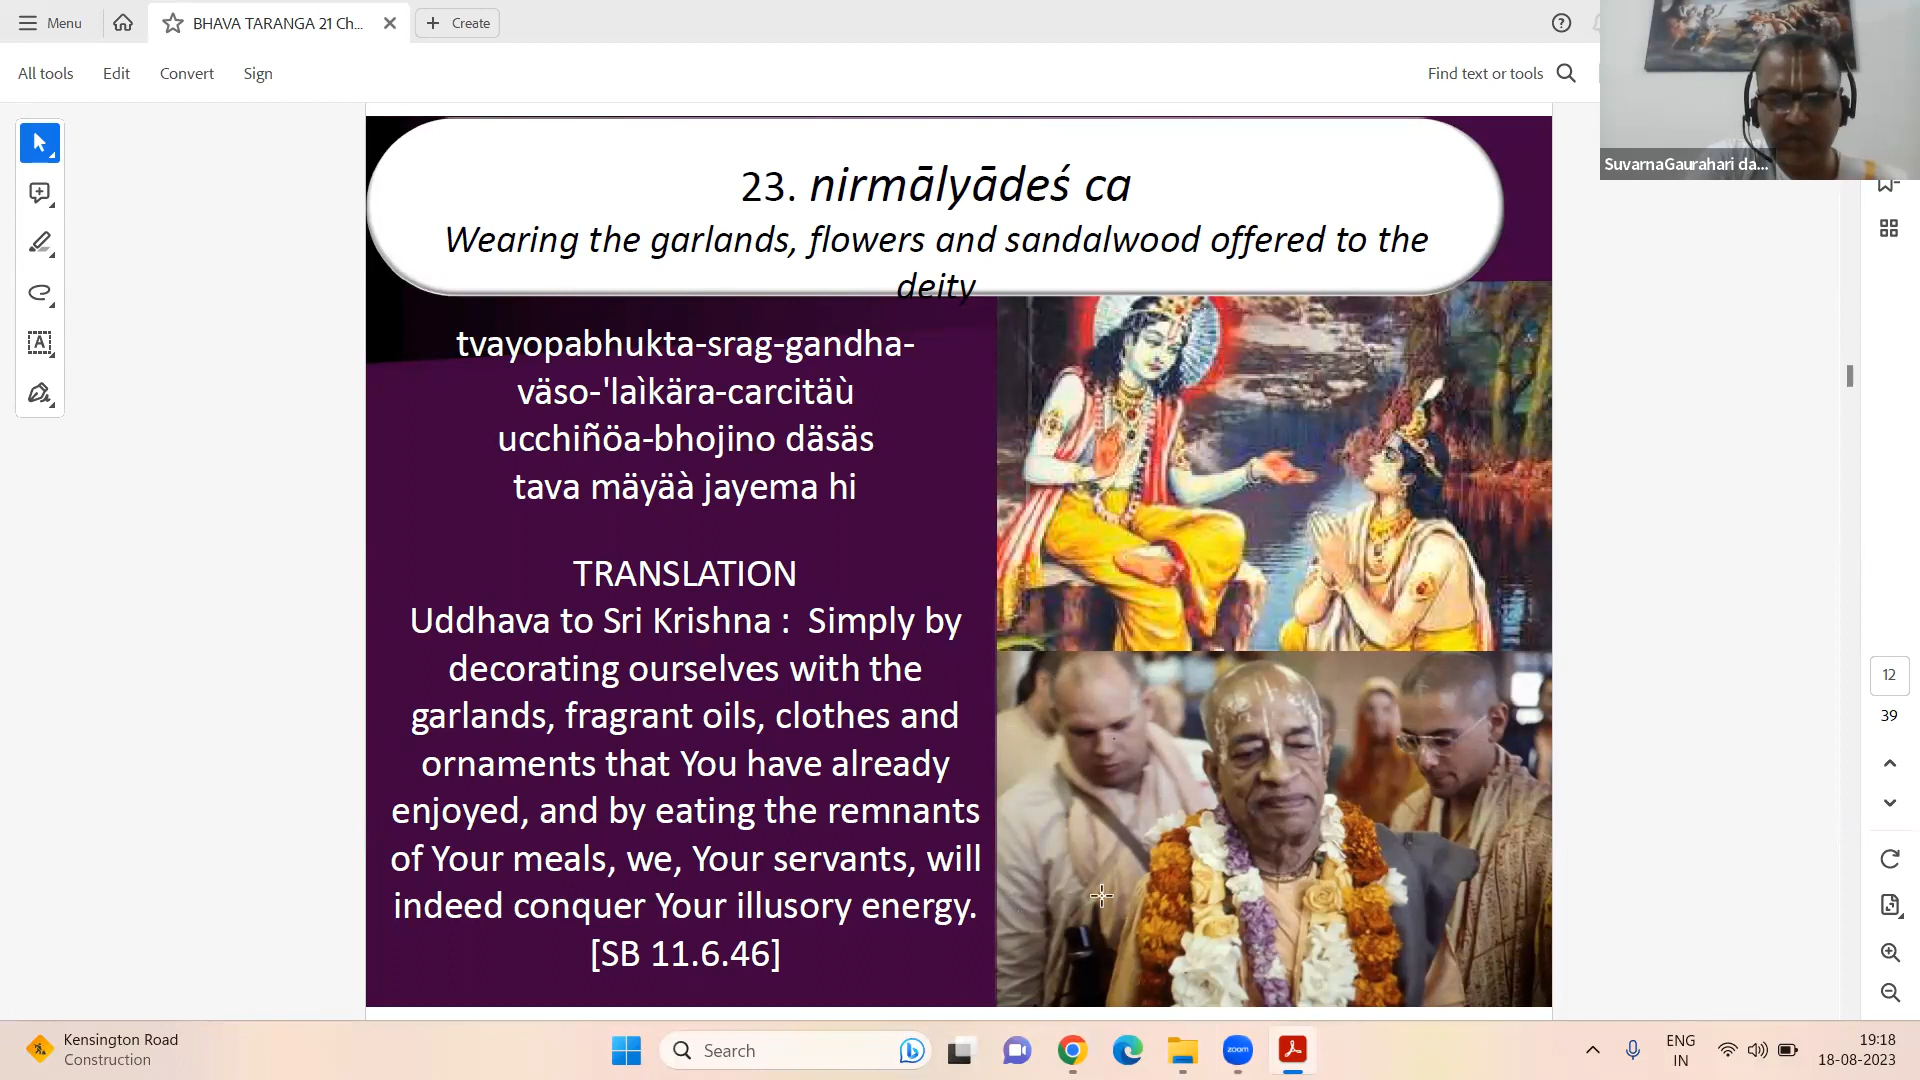 Menu
BHAVA TARANGA 21 Ch...
Create
All tools
Edit
Convert
Sign
Find text or tools
SuvarnaGaurahari da...
23. nirmālyādeś ca
Wearing the garlands, flowers and sandalwood offered to the
deity
tvayopabhukta-srag-gandha-
väso-'laìkära-carcitäù
ucchiñöa-bhojino däsäs
tava mäyäà jayema hi
TRANSLATION
Uddhava to Sri Krishna :  Simply by
decorating ourselves with the
garlands, fragrant oils, clothes and
ornaments that You have already
enjoyed, and by eating the remnants
of Your meals, we, Your servants, will
indeed conquer Your illusory energy.
[SB 11.6.46]
12
39
Kensington Road
Construction
Search
zoom
ENG
IN
19:18
18-08-2023